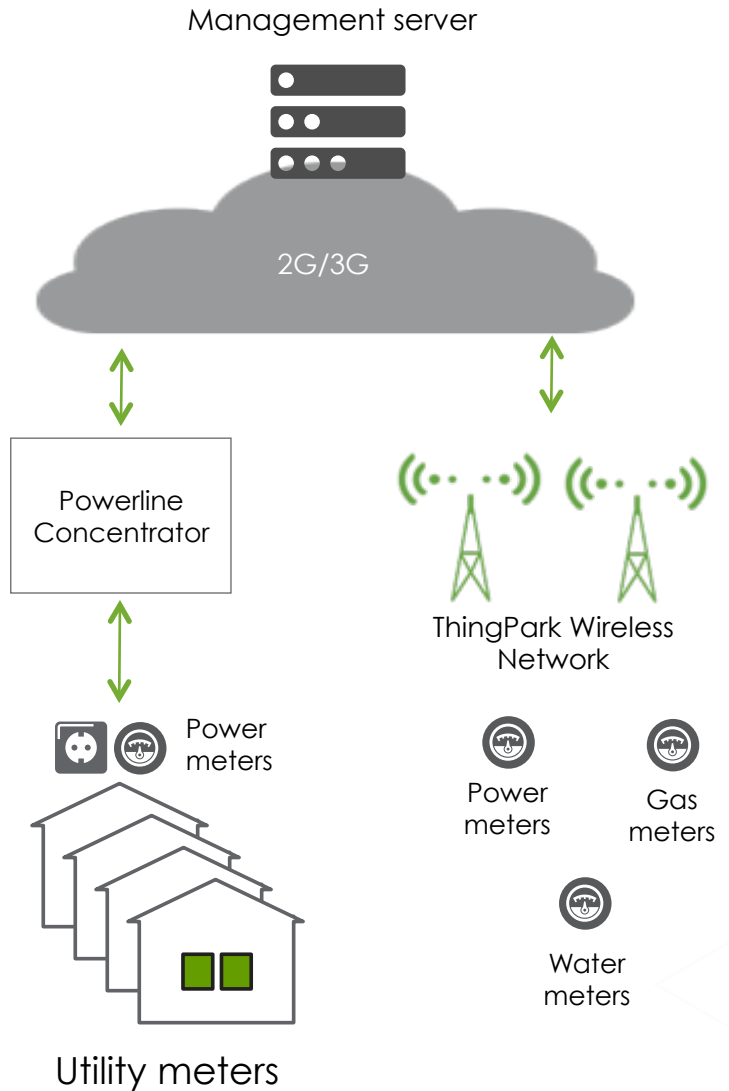 Management server
2G/3G
Powerline
Concentrator
ThingPark Wireless
Network
Power
meters
Power
meters
Gas
meters
Water
meters
Utility meters